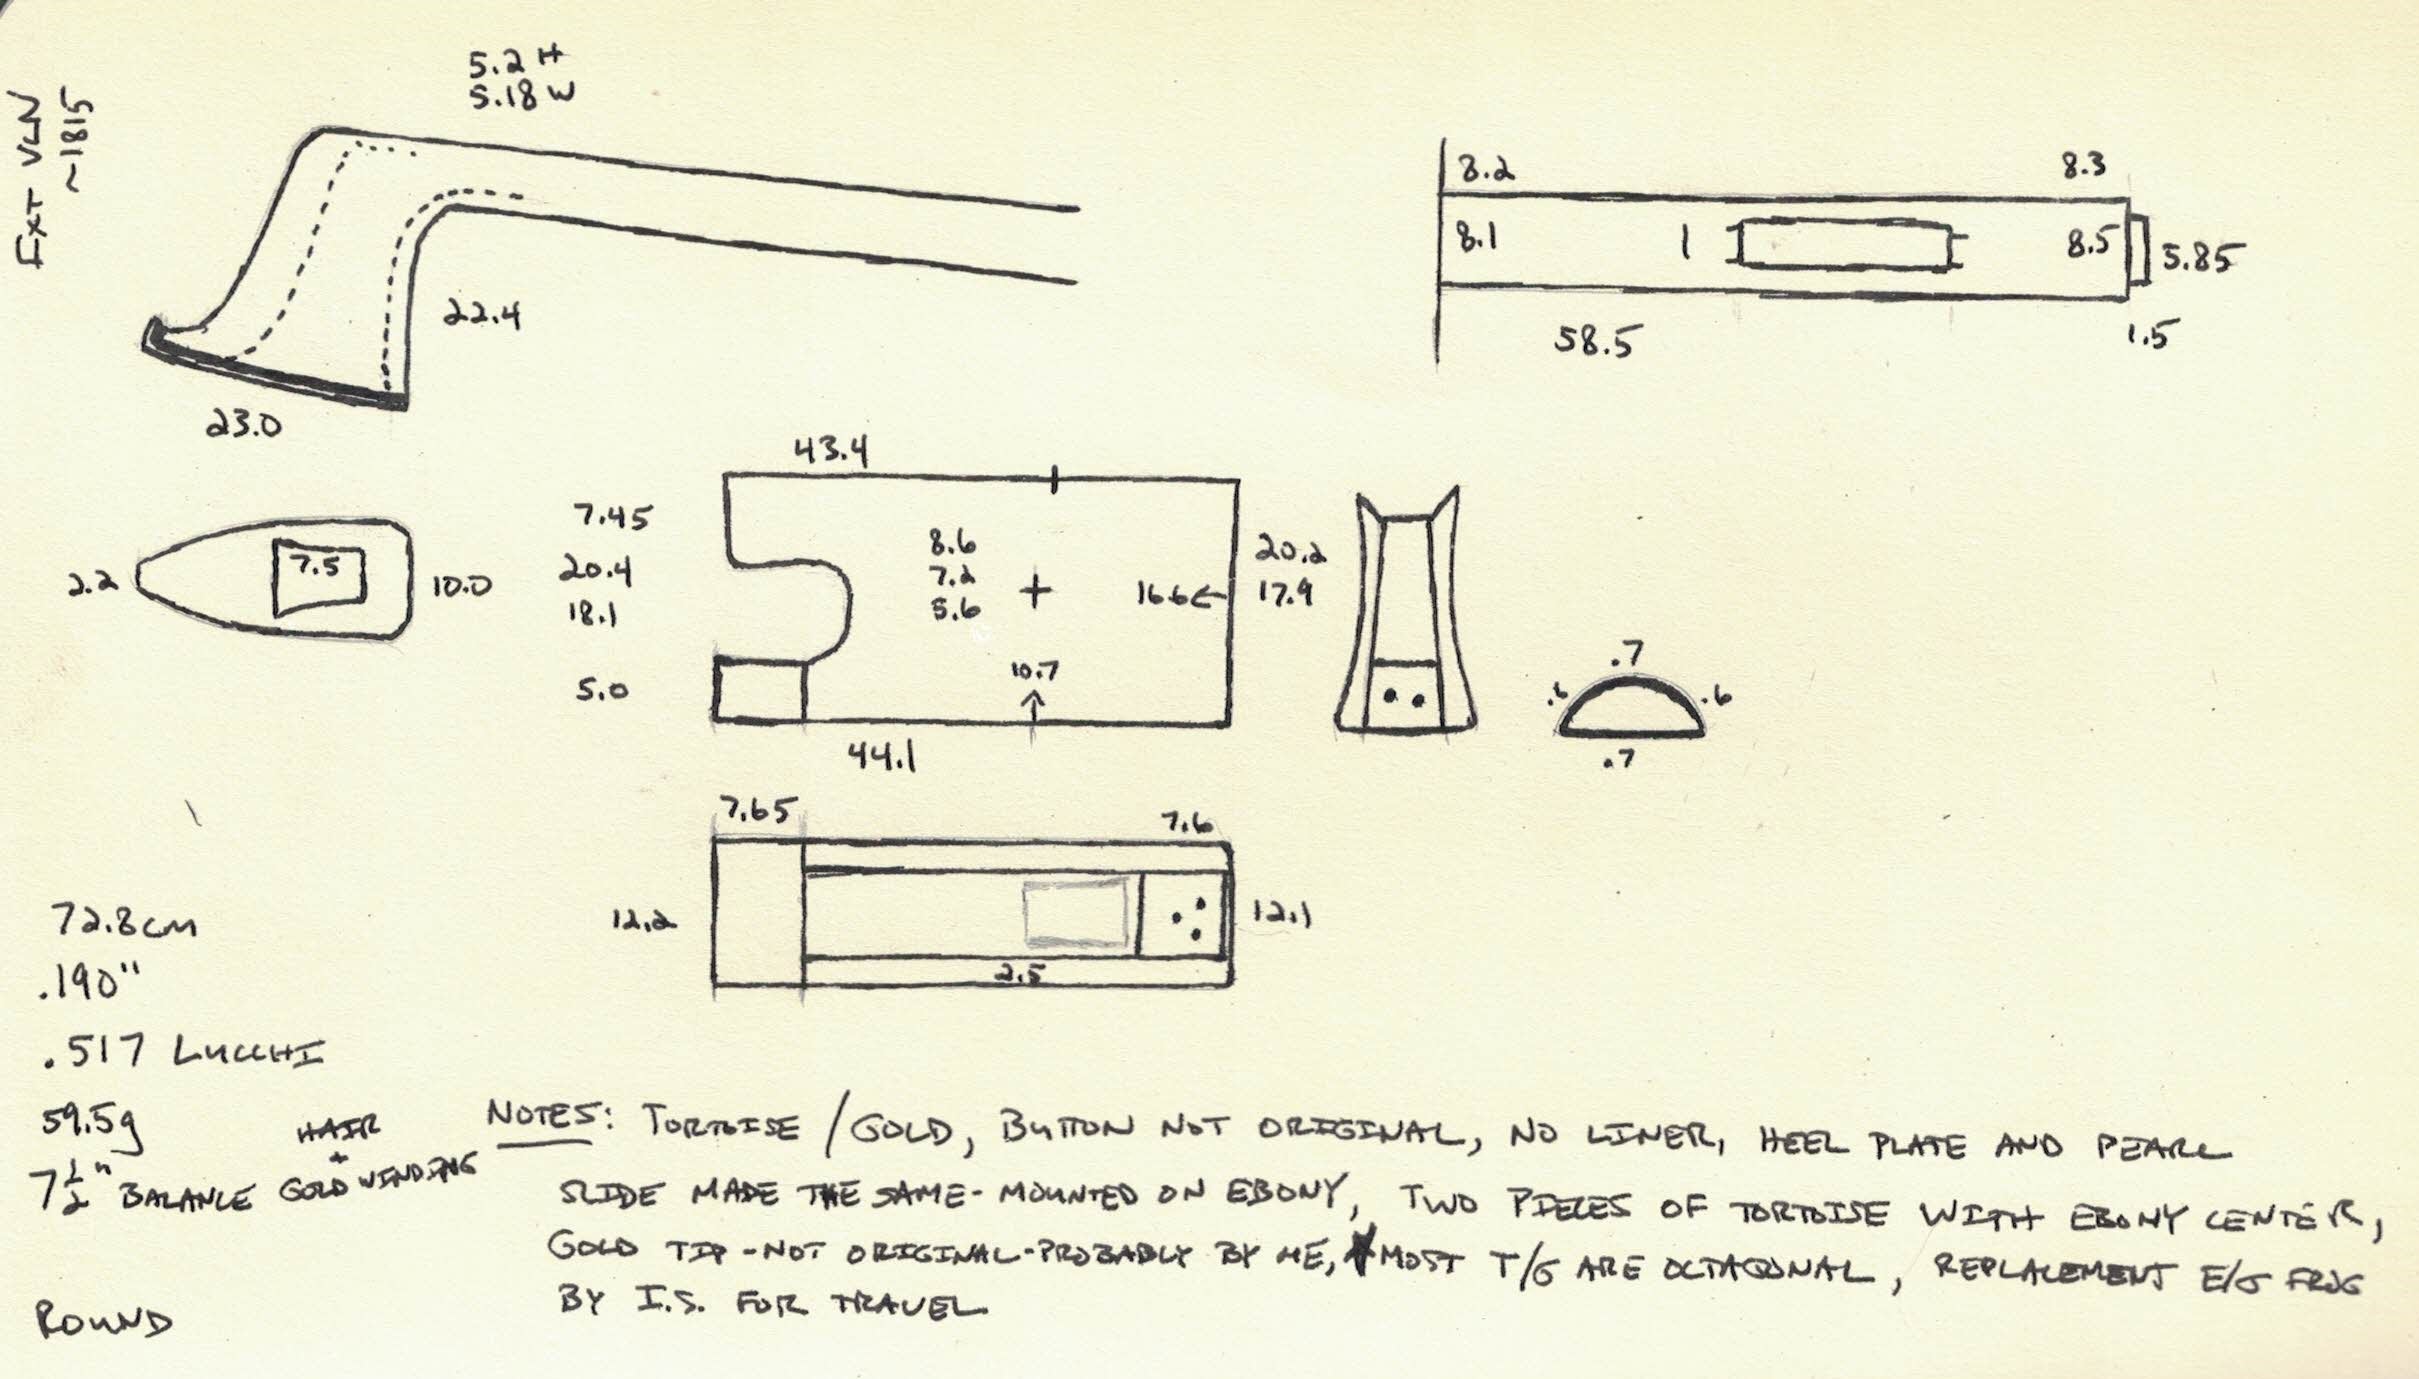 FXT VLN
~1815
5.2 H
5.18 W
22.4
23.0
8.2
8.3
8.1
1
8.5
5.85
58.5
1.5
2.2
7.5
10.0
43.4
7.45
20.4
18.1
5.0
8.6
7.2
5.6
16.6
20.2
17.9
10.7
44.1
.7
.6
.6
.7
7.65
7.6
12.2
12.1
2.5
72.8cm
.190"
.517 LUCCHI
59.5g
7 1/2" BALANCE
HAIR
+
GOLD WINDING
ROUND
NOTES: TORTOISE / GOLD, BUTTON NOT ORIGINAL, NO LINER, HEEL PLATE AND PEARL
SLIDE MADE THE SAME - MOUNTED ON EBONY, TWO PIECES OF TORTOISE WITH EBONY CENTER,
GOLD TIP - NOT ORIGINAL - PROBABLY BY ME, MOST T/G ARE OCTAGONAL, REPLACEMENT E/G FROG
BY I.S. FOR TRAVEL